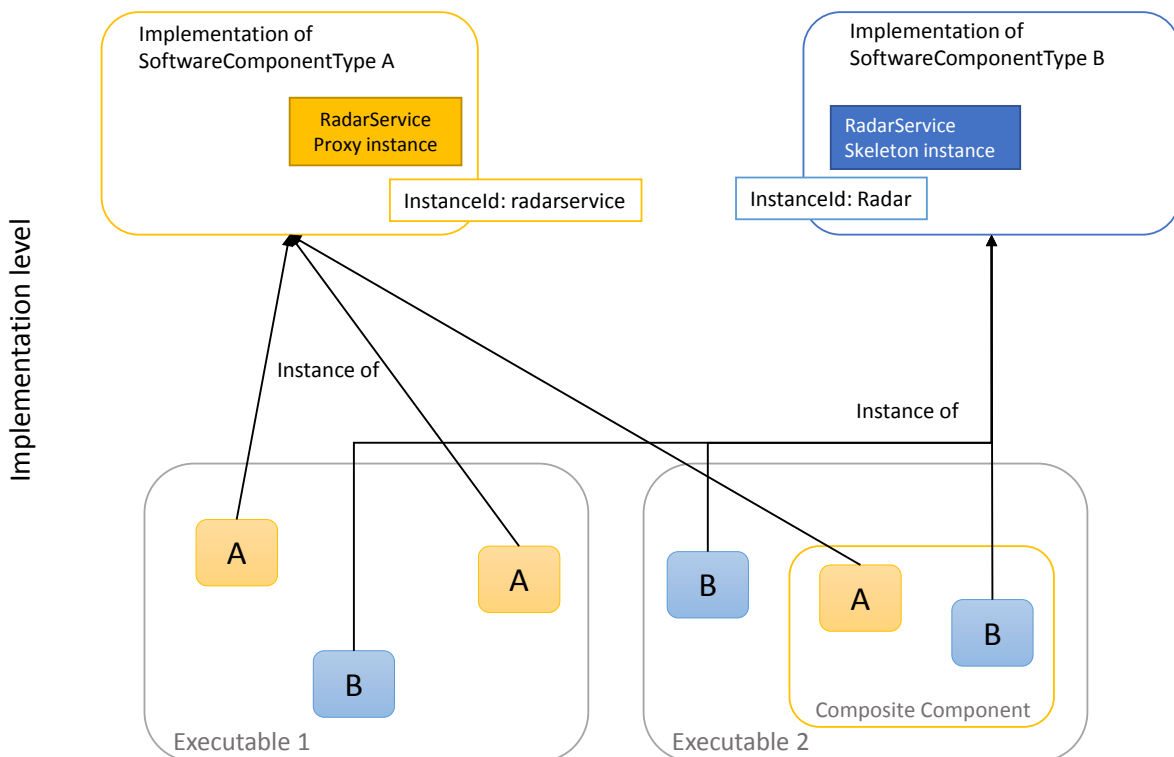 Implementation of
SoftwareComponentType A
RadarService
Proxy instance
InstanceId: radarservice
Implementation of
SoftwareComponentType B
RadarService
Skeleton instance
InstanceId: Radar
Implementation level
Instance of
Instance of
A
A
B
Executable 1
B
A
B
Composite Component
Executable 2